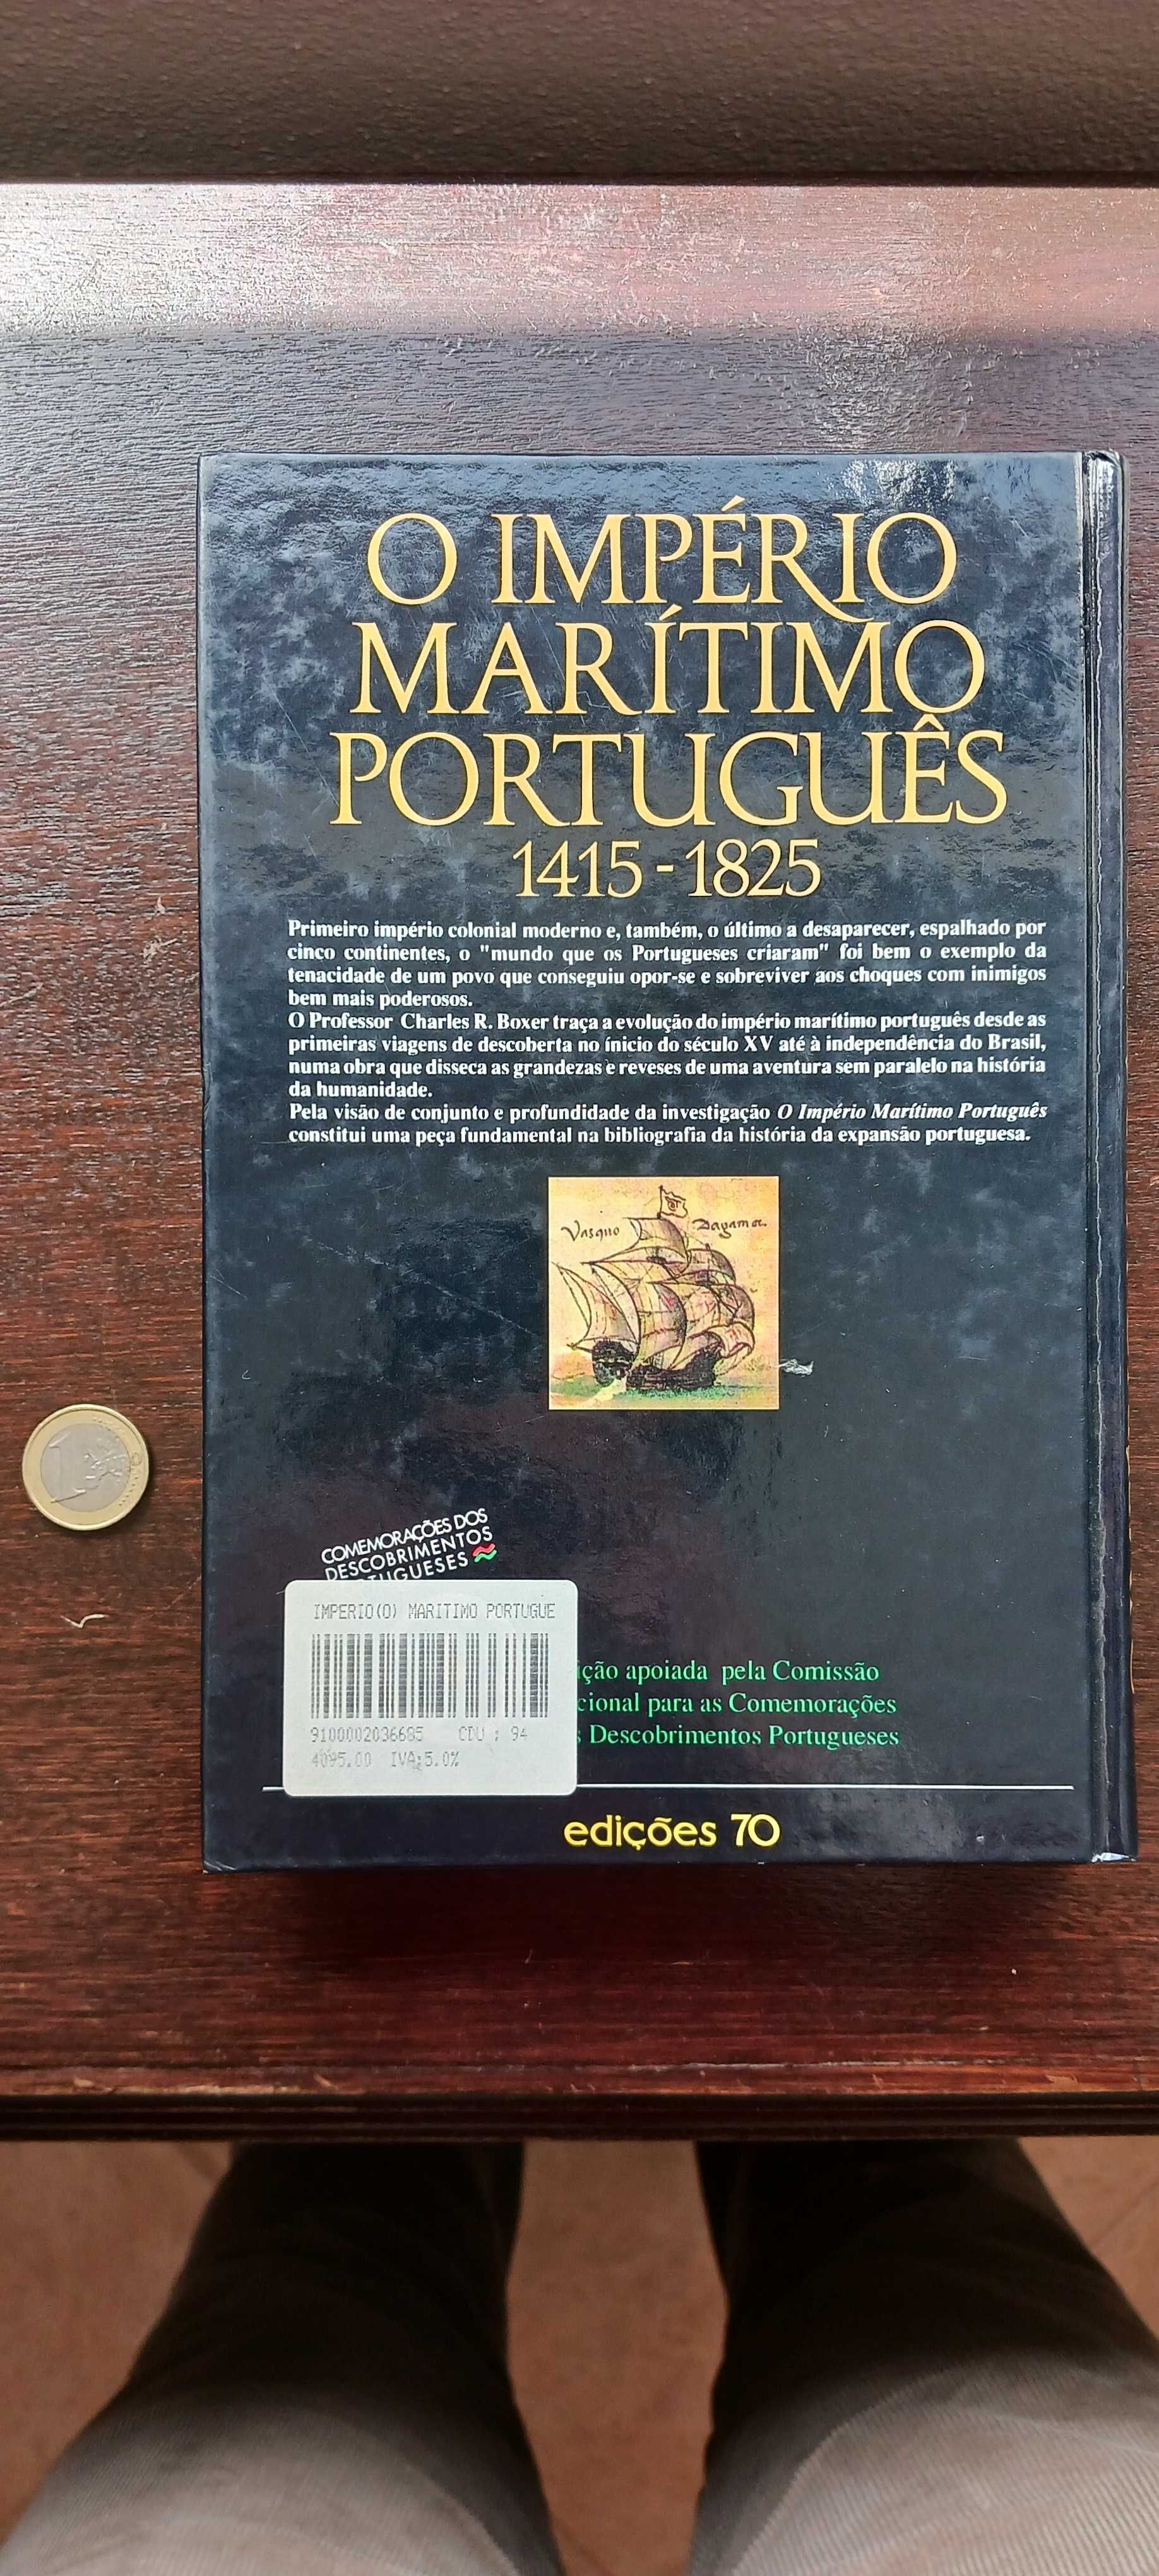 O IMPÉRIO
MARÍTIMO
PORTUGUÊS
1415-1825
Primeiro império colonial moderno e, também, o último a desaparecer, espalhado por
cinco continentes, o "mundo que os Portugueses criaram" foi bem o exemplo da
tenacidade de um povo que conseguiu opor-se e sobreviver aos choques com inimigos
bem mais poderosos.
O Professor Charles R. Boxer traça a evolução do império marítimo português desde as
primeiras viagens de descoberta no ínicio do século XV até à independência do Brasil,
numa obra que disseca as grandezas e reveses de uma aventura sem paralelo na história
da humanidade.
Pela visão de conjunto e profundidade da investigação O Império Marítimo Português
constitui uma peça fundamental na bibliografia da história da expansão portuguesa.
Vasquo Dagama
COMEMORAÇÕES DOS
DESCOBRIMENTOS
TUGUESES
IMPERIO(O) MARITIMO PORTUGUE
9100002036685 CDU : 94
4095.00 IVA:5.0%
ição apoiada pela Comissão
cional para as Comemorações
s Descobrimentos Portugueses
edições 70
1